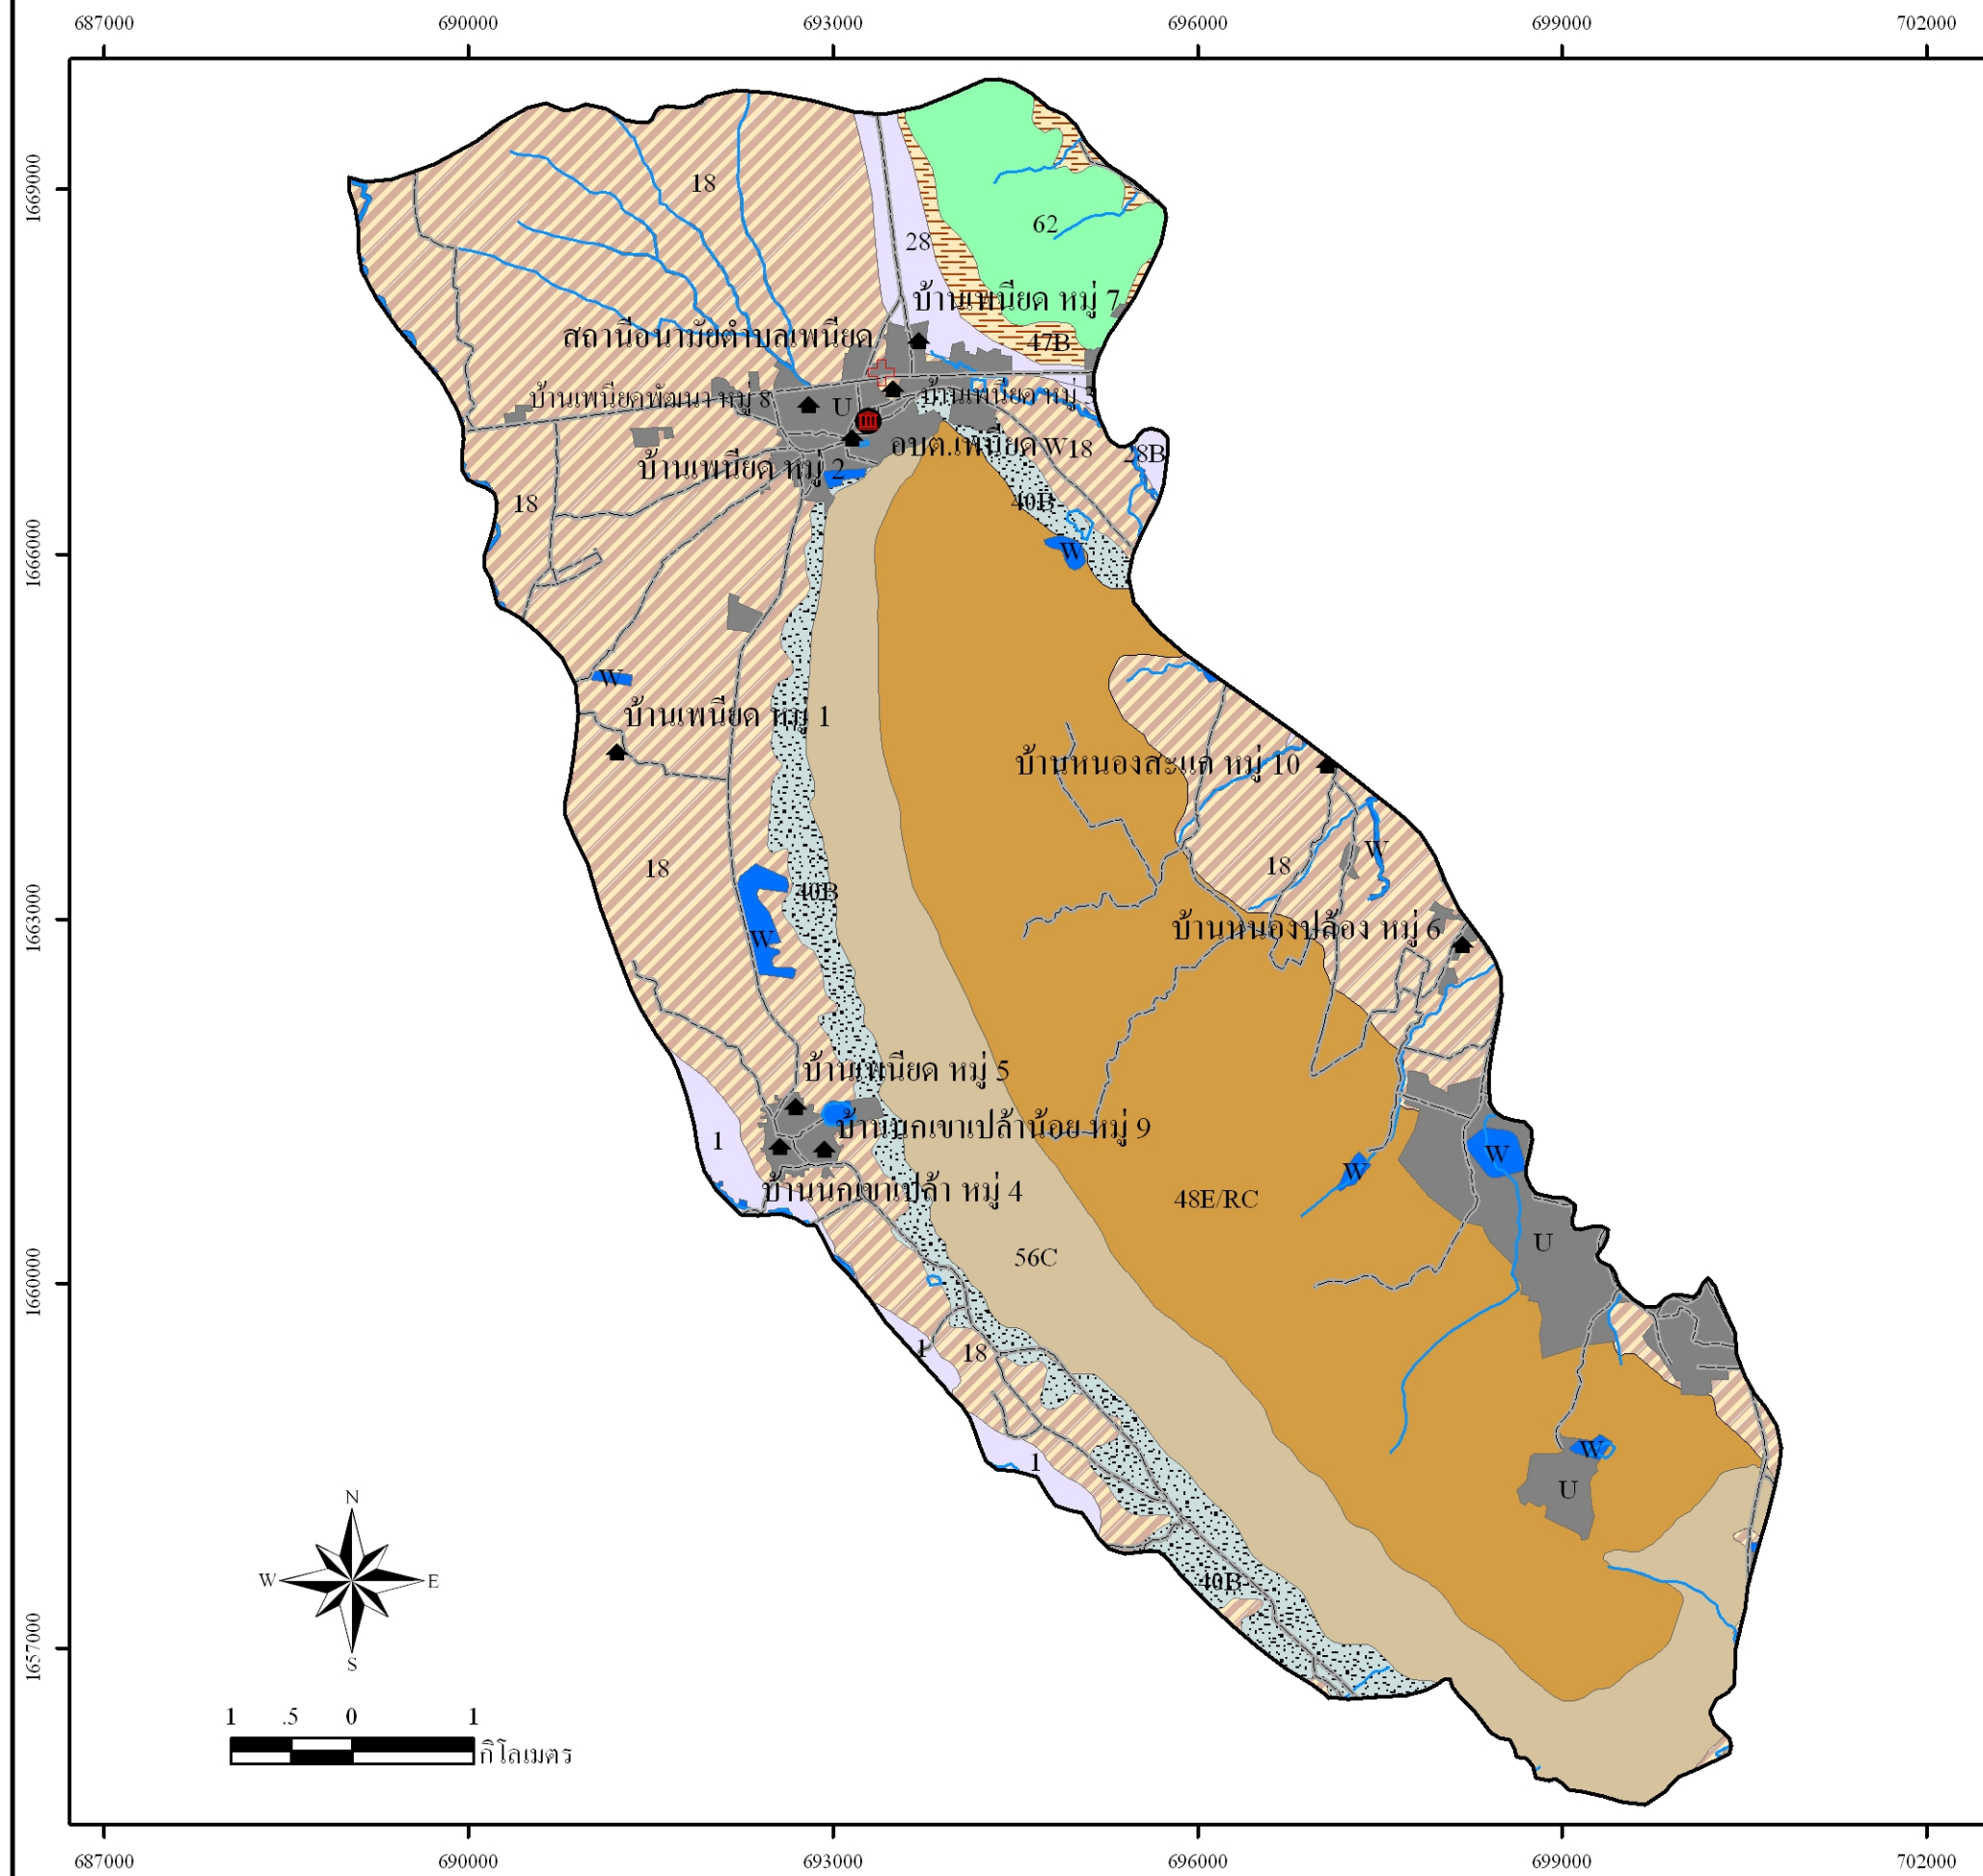 687000 690000 693000 696000 699000 702000
1669000
18
62
28
บ้านเพนียด หมู่ 7
สถานีอนามัยตำบลเพนียด
47B
บ้านเพนียดพัฒนา หมู่ 8
U
บ้านเพนียด หมู่ 3
อบต.เพนียด
W
18
28B
บ้านเพนียด หมู่ 2
18
40B
1666000
W
W
บ้านเพนียด หมู่ 1
บ้านหนองสะแก หมู่ 10
W
18
18
40B
1663000
บ้านหนองปล้อง หมู่ 6
W
บ้านเพนียด หมู่ 5
บ้านนกเขาเปล้าน้อย หมู่ 9
1
W
W
บ้านนกเขาเปล้า หมู่ 4
48E/RC
U
56C
1660000
1
18
W
1
U
N
W E
S
40B
1657000
1 .5 0 1
กิโลเมตร
687000 690000 693000 696000 699000 702000